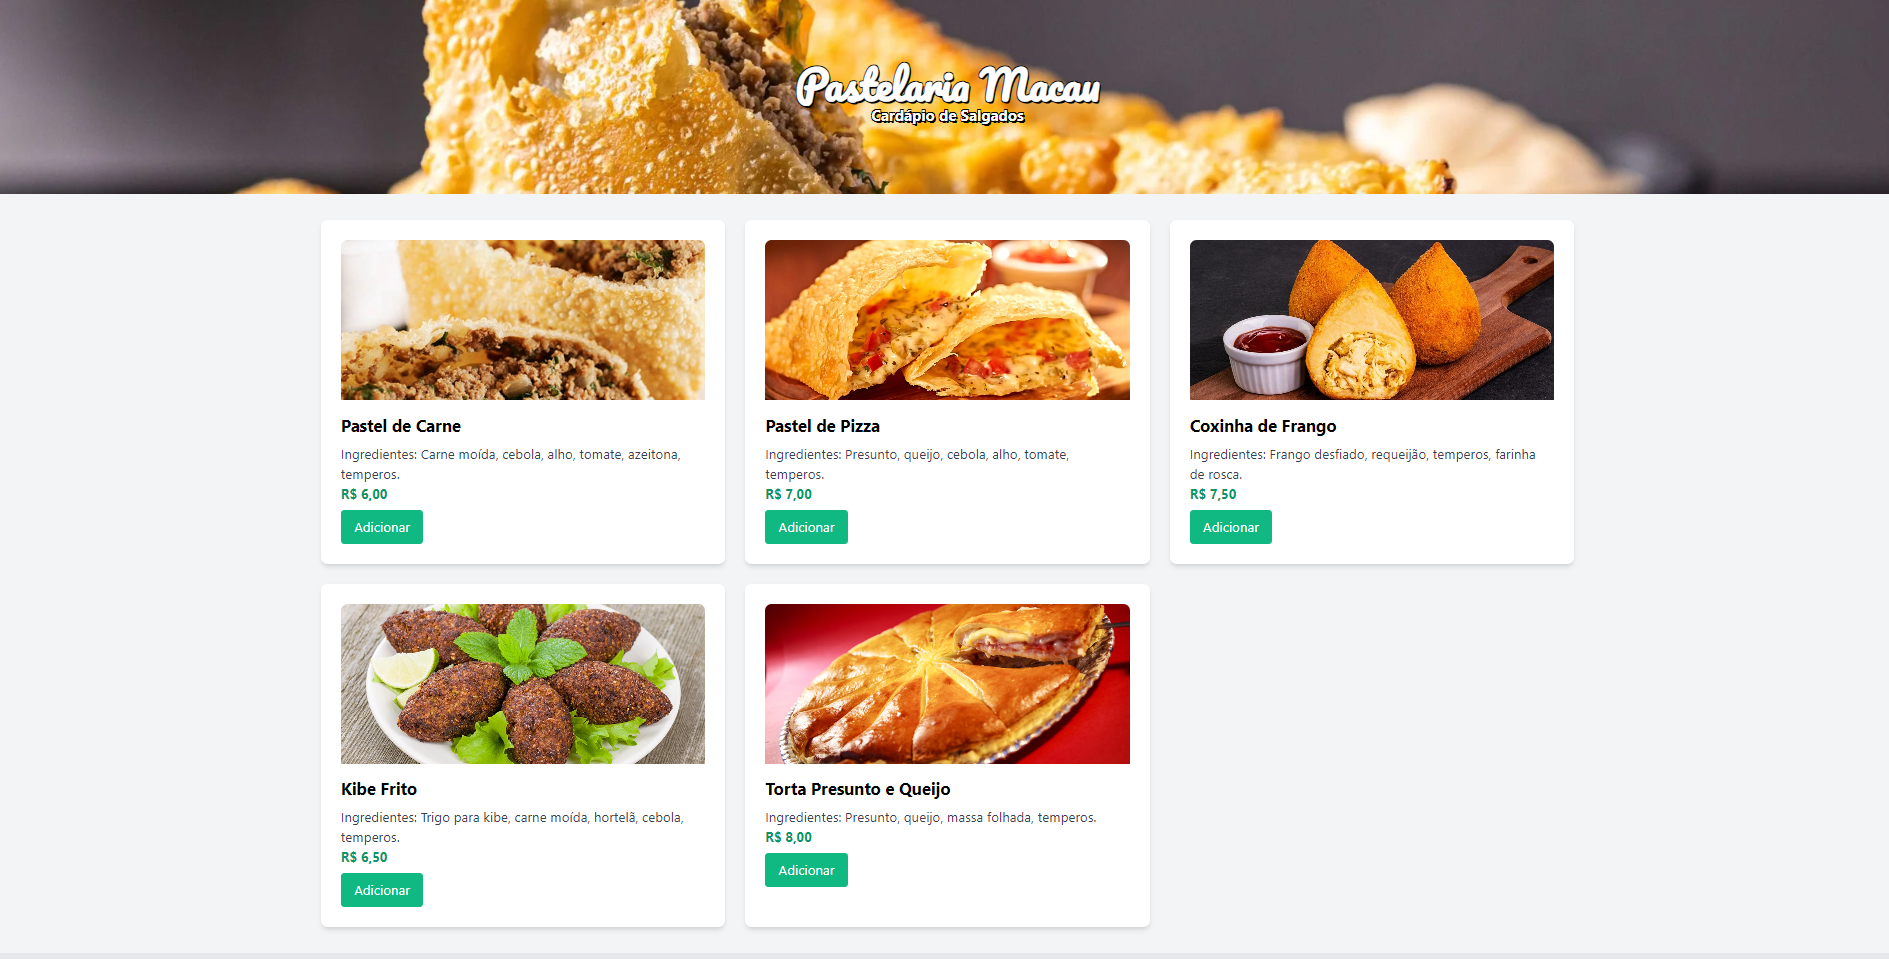 Pastelaria Macau
Cardápio de Salgados
Pastel de Carne
Ingredientes: Carne moída, cebola, alho, tomate, azeitona,
temperos.
R$ 6,00
Adicionar
Pastel de Pizza
Ingredientes: Presunto, queijo, cebola, alho, tomate,
temperos.
R$ 7,00
Adicionar
Coxinha de Frango
Ingredientes: Frango desfiado, requeijão, temperos, farinha
de rosca.
R$ 7,50
Adicionar
Kibe Frito
Ingredientes: Trigo para kibe, carne moída, hortelã, cebola,
temperos.
R$ 6,50
Adicionar
Torta Presunto e Queijo
Ingredientes: Presunto, queijo, massa folhada, temperos.
R$ 8,00
Adicionar